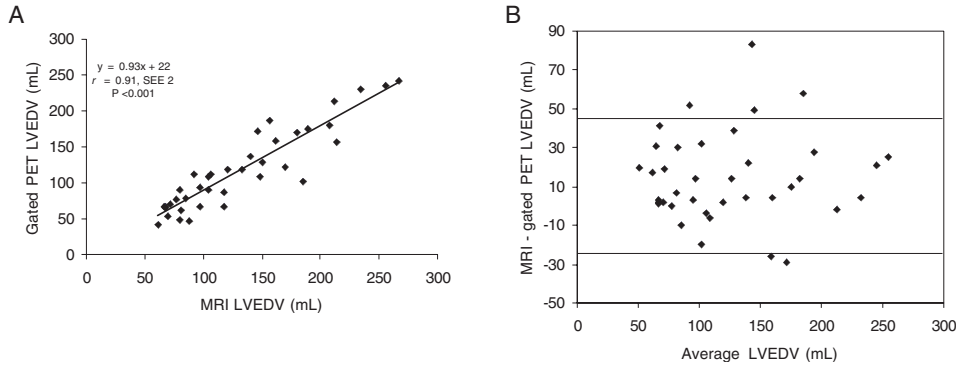 A
Gated PET LVEDV (mL)
300
250
200
150
100
50
0
y = 0.93x + 22
r = 0.91, SEE 2
P <0.001
0 50 100 150 200 250 300
MRI LVEDV (mL)
B
MRI - gated PET LVEDV (mL)
90
70
50
30
10
-10
-30
-50
0 50 100 150 200 250 300
Average LVEDV (mL)